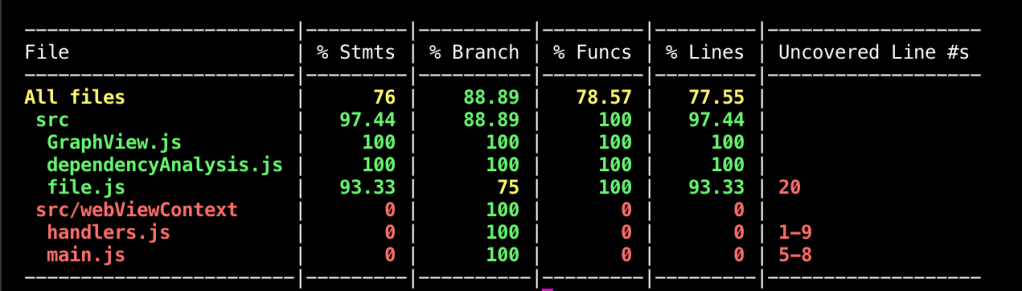 -----------------------|---------|----------|---------|---------|-------------------
File                   | % Stmts | % Branch | % Funcs | % Lines | Uncovered Line #s
-----------------------|---------|----------|---------|---------|-------------------
All files              |      76 |    88.89 |   78.57 |   77.55 |
 src                   |   97.44 |    88.89 |     100 |   97.44 |
  GraphView.js         |     100 |      100 |     100 |     100 |
  dependencyAnalysis.js |     100 |      100 |     100 |     100 |
  file.js              |   93.33 |       75 |     100 |   93.33 | 20
 src/webViewContext    |       0 |      100 |       0 |       0 |
  handlers.js          |       0 |      100 |       0 |       0 | 1-9
  main.js              |       0 |      100 |       0 |       0 | 5-8
-----------------------|---------|----------|---------|---------|-------------------